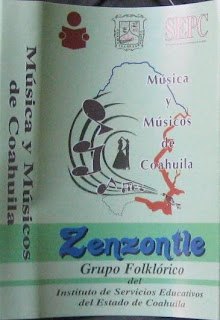 SEPC
Música y Músicos
de Coahuila
Música
y
Músicos
de
Coahuila
Zenzontle
Grupo Folklórico
del
Instituto de Servicios Educativos
del Estado de Coahuila